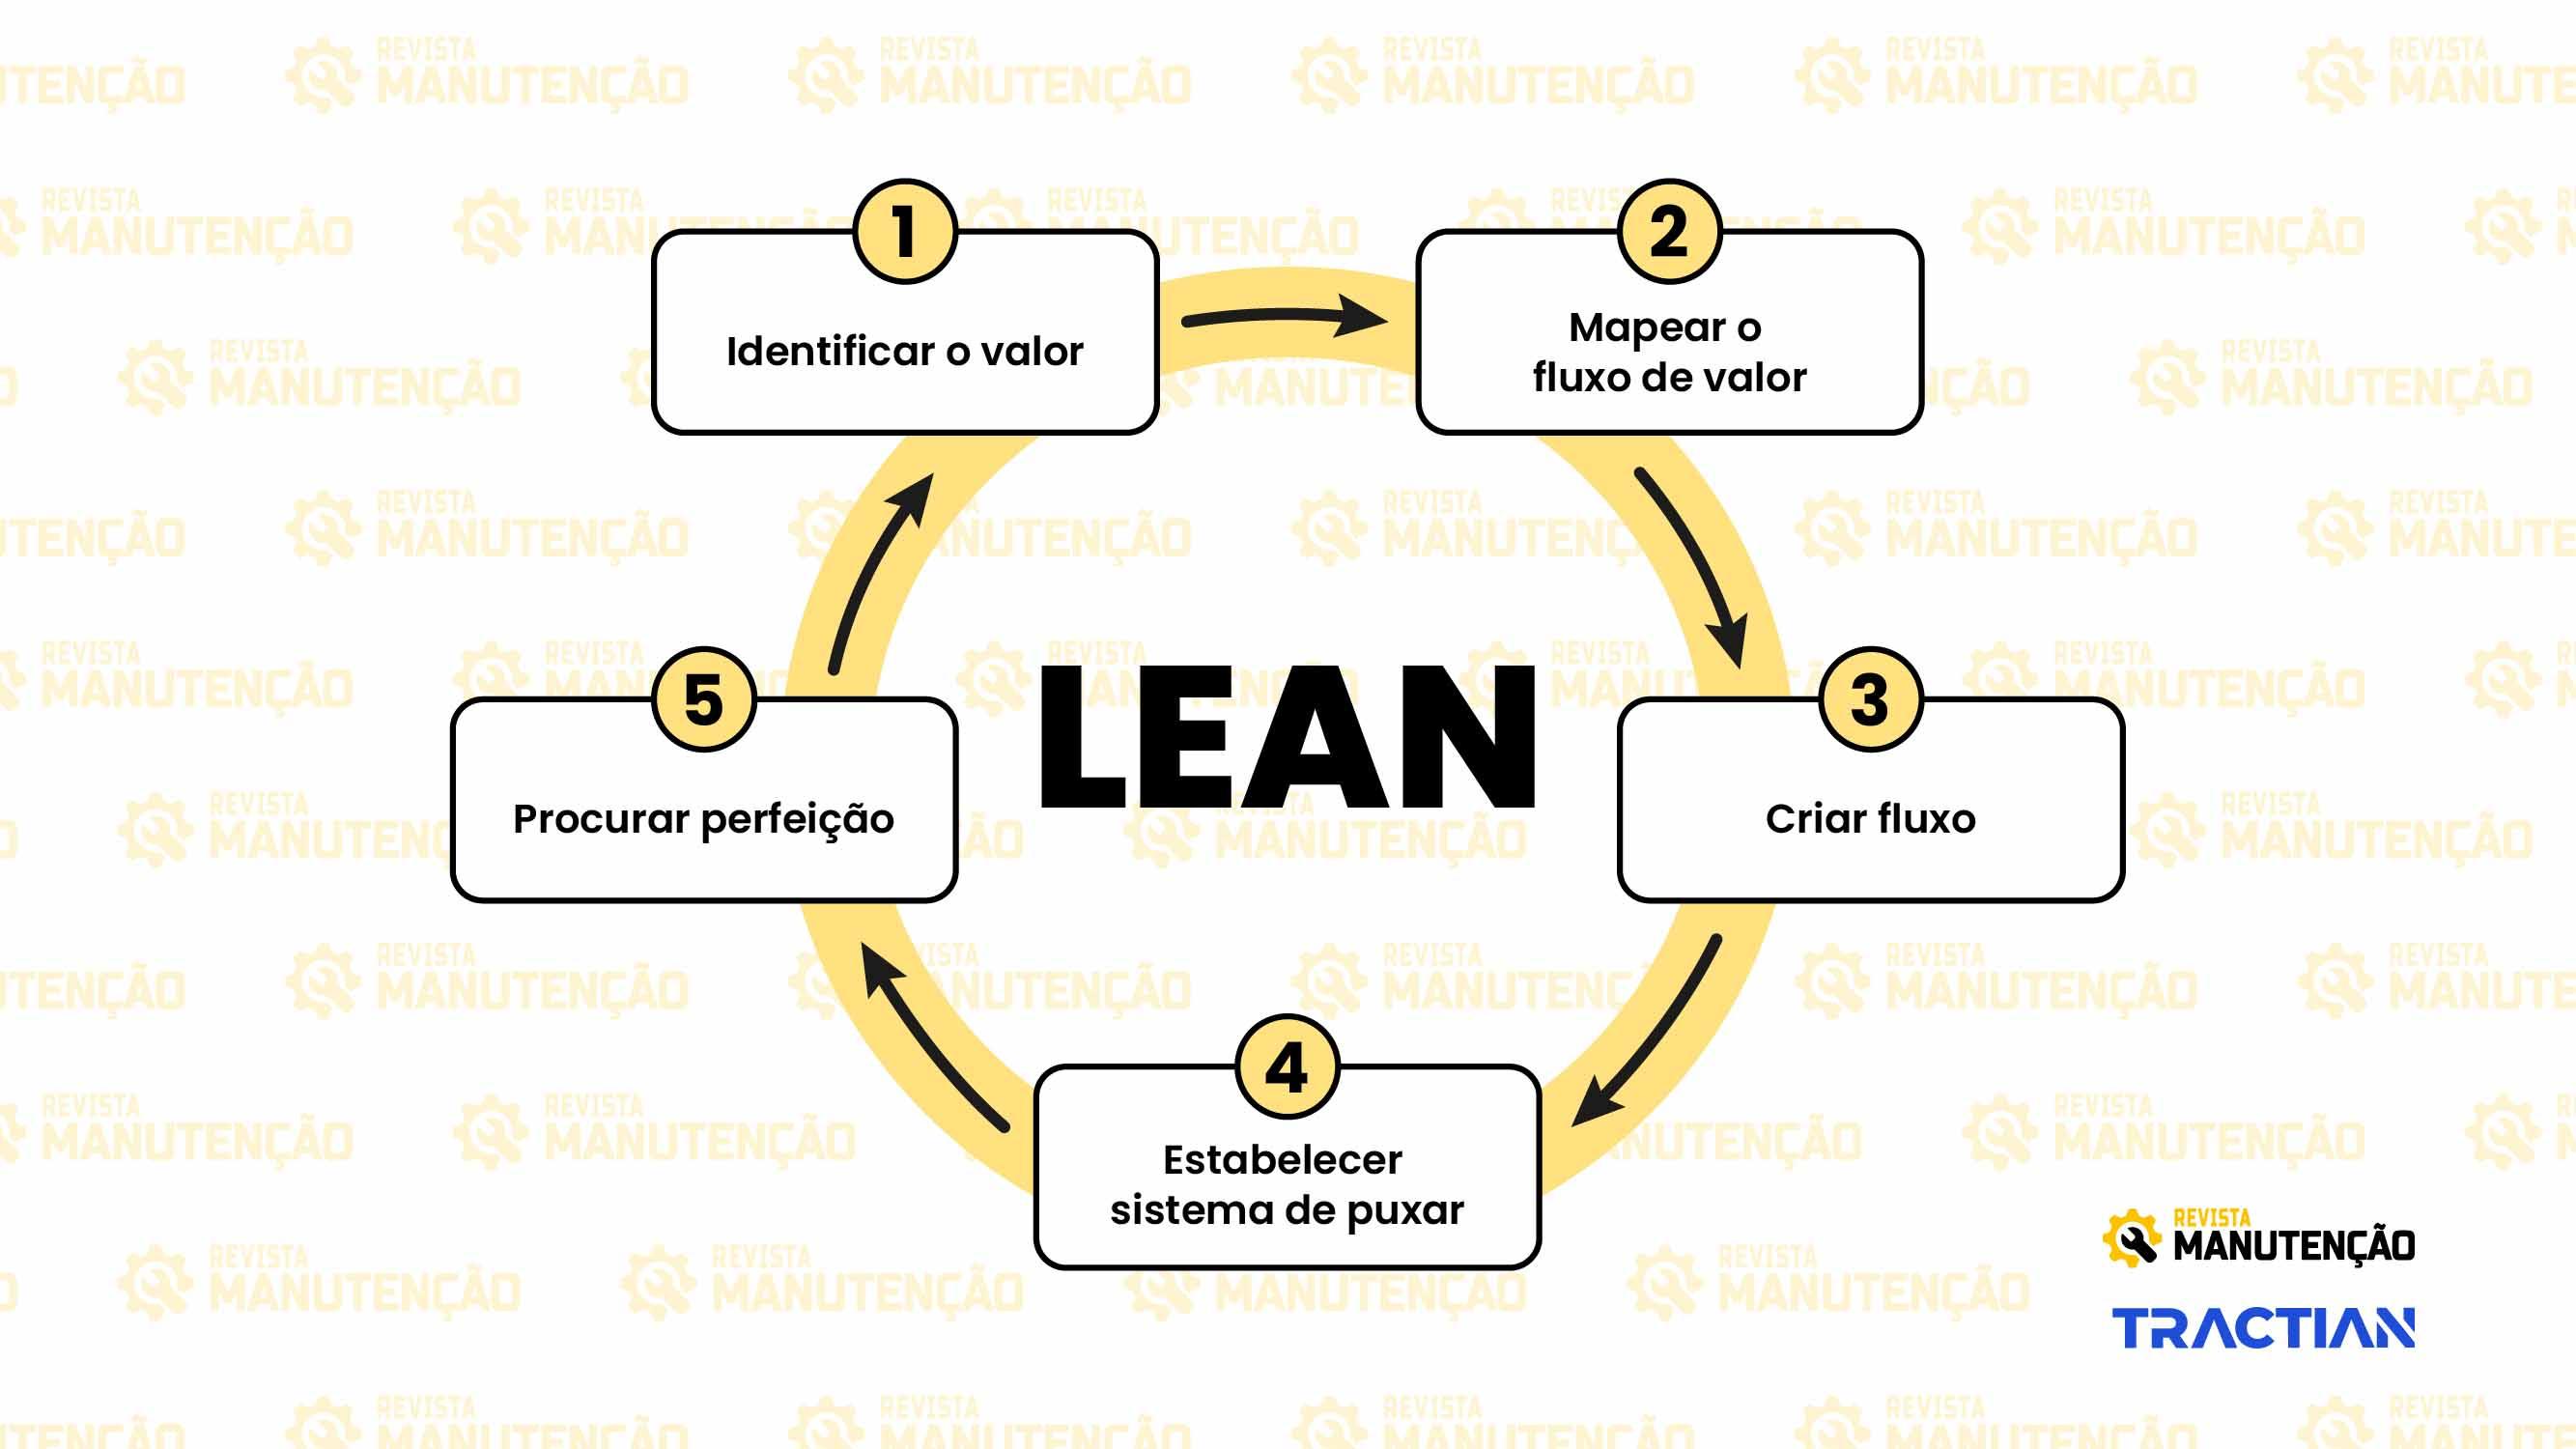 1
Identificar o valor
2
Mapear o
fluxo de valor
LEAN
3
Criar fluxo
4
Estabelecer
sistema de puxar
5
Procurar perfeição
REVISTA
MANUTENÇÃO
TRACTIAN